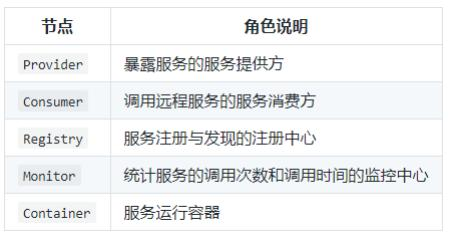 节点 角色说明
Provider 暴露服务的服务提供方
Consumer 调用远程服务的服务消费方
Registry 服务注册与发现的注册中心
Monitor 统计服务的调用次数和调用时间的监控中心
Container 服务运行容器